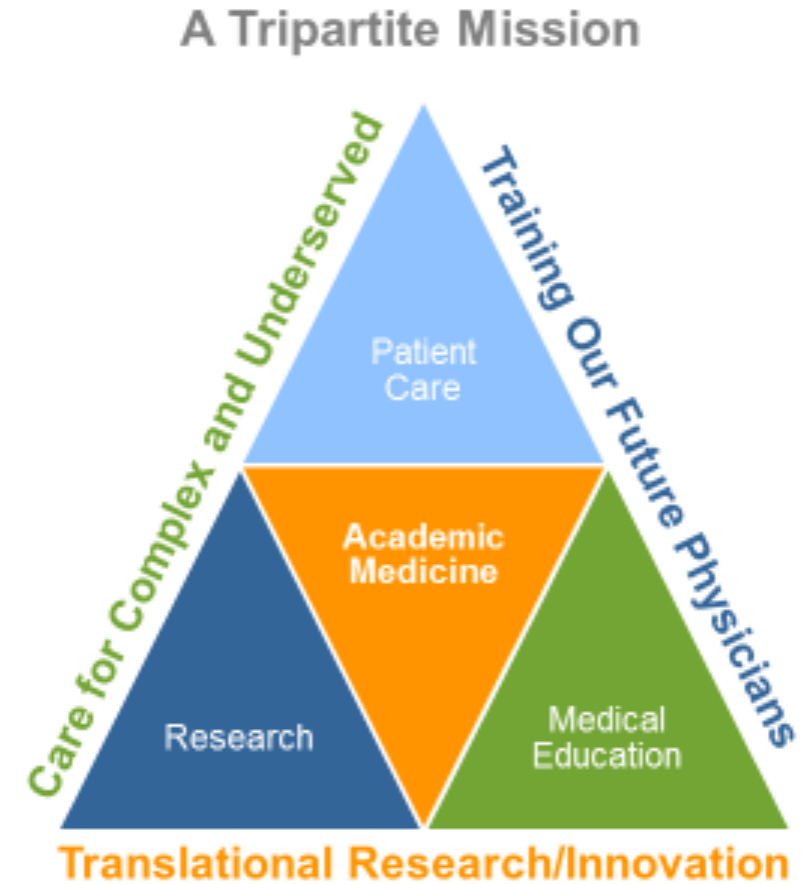 A Tripartite Mission
Care for Complex and Underserved
Training Our Future Physicians
Patient
Care
Academic
Medicine
Research
Medical
Education
Translational Research/Innovation